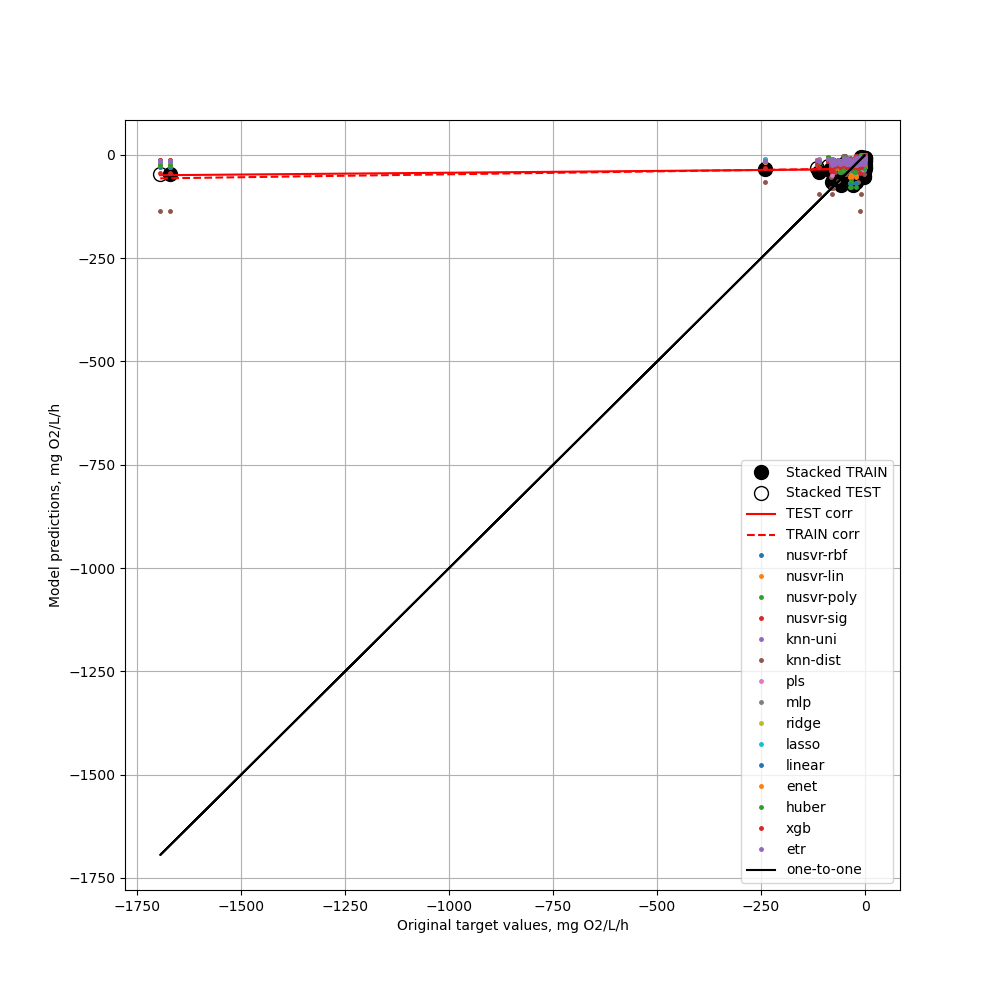 0
−250
−500
−750
−1000
−1250
−1500
−1750
Model predictions, mg O2/L/h
Stacked TRAIN
Stacked TEST
TEST corr
TRAIN corr
nusvr-rbf
nusvr-lin
nusvr-poly
nusvr-sig
knn-uni
knn-dist
pls
mlp
ridge
lasso
linear
enet
huber
xgb
etr
one-to-one
−1750 −1500 −1250 −1000 −750 −500 −250 0
Original target values, mg O2/L/h